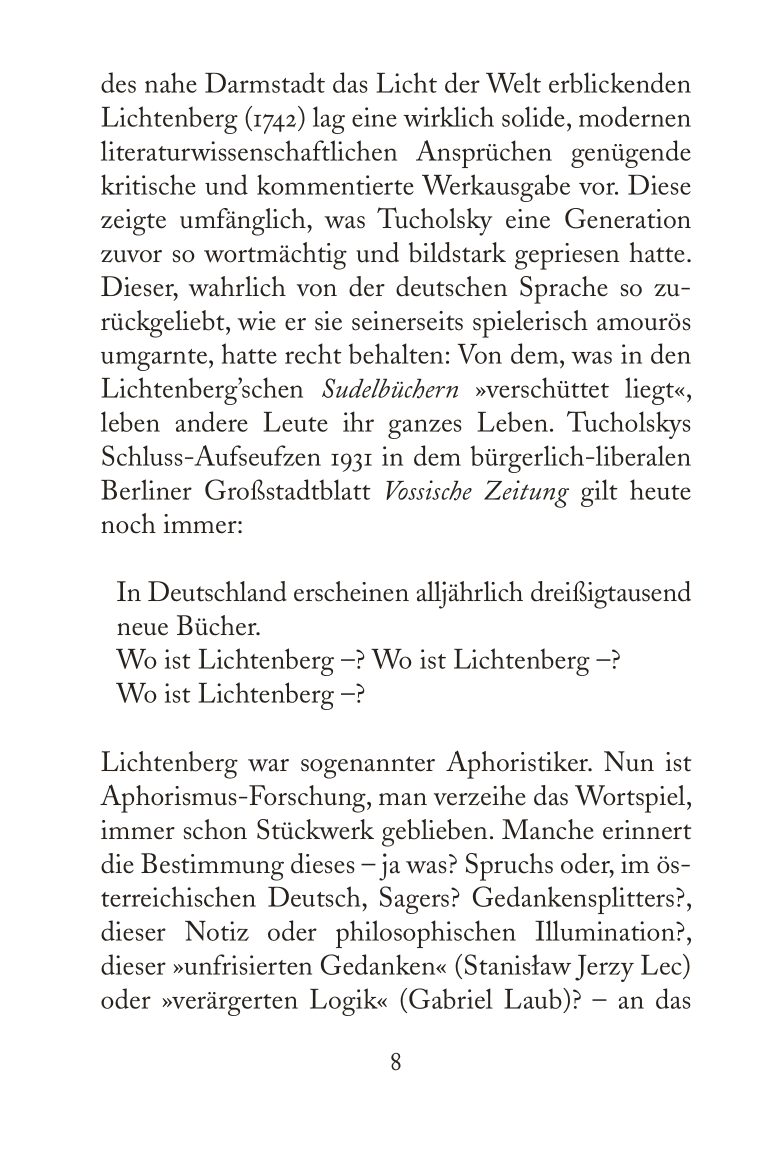 des nahe Darmstadt das Licht der Welt erblickenden
Lichtenberg (1742) lag eine wirklich solide, modernen
literaturwissenschaftlichen Ansprüchen genügende
kritische und kommentierte Werkausgabe vor. Diese
zeigte umfänglich, was Tucholsky eine Generation
zuvor so wortmächtig und bildstark gepriesen hatte.
Dieser, wahrlich von der deutschen Sprache so zu-
rückgeliebt, wie er sie seinerseits spielerisch amourös
umgarnte, hatte recht behalten: Von dem, was in den
Lichtenberg’schen Sudelbüchern »verschüttet liegt«,
leben andere Leute ihr ganzes Leben. Tucholskys
Schluss-Aufseufzen 1931 in dem bürgerlich-liberalen
Berliner Großstadtblatt Vossische Zeitung gilt heute
noch immer:
In Deutschland erscheinen alljährlich dreißigtausend
neue Bücher.
Wo ist Lichtenberg –? Wo ist Lichtenberg –?
Wo ist Lichtenberg –?
Lichtenberg war sogenannter Aphoristiker. Nun ist
Aphorismus-Forschung, man verzeihe das Wortspiel,
immer schon Stückwerk geblieben. Manche erinnert
die Bestimmung dieses – ja was? Spruchs oder, im ös-
terreichischen Deutsch, Sagers? Gedankensplitters?,
dieser Notiz oder philosophischen Illumination?,
dieser »unfrisierten Gedanken« (Stanisław Jerzy Lec)
oder »verärgerten Logik« (Gabriel Laub)? – an das
8